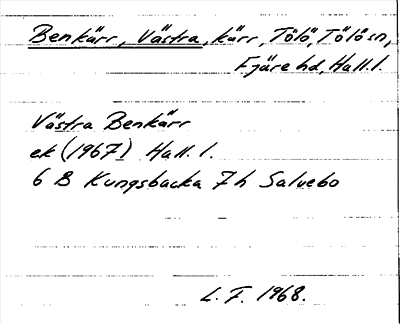 Benkärr, Västra, kärr, Tölö, Tölö sn,
Fjäre hd, Hall. l.
Västra Benkärr
ek (1967) Hall. l.
6 B Kungsbacka 7 h Salvebo
L. F. 1968.